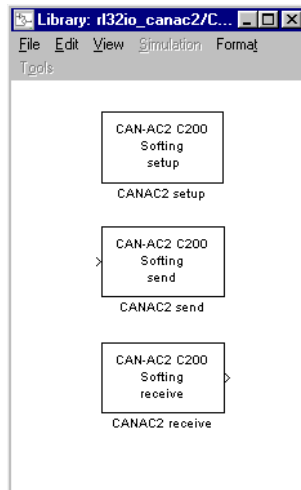 Library: rl32io_canac2/C...
File Edit View Simulation Format
Tools
CAN-AC2 C200
Softing
setup
CANAC2 setup
CAN-AC2 C200
Softing
send
CANAC2 send
CAN-AC2 C200
Softing
receive
CANAC2 receive